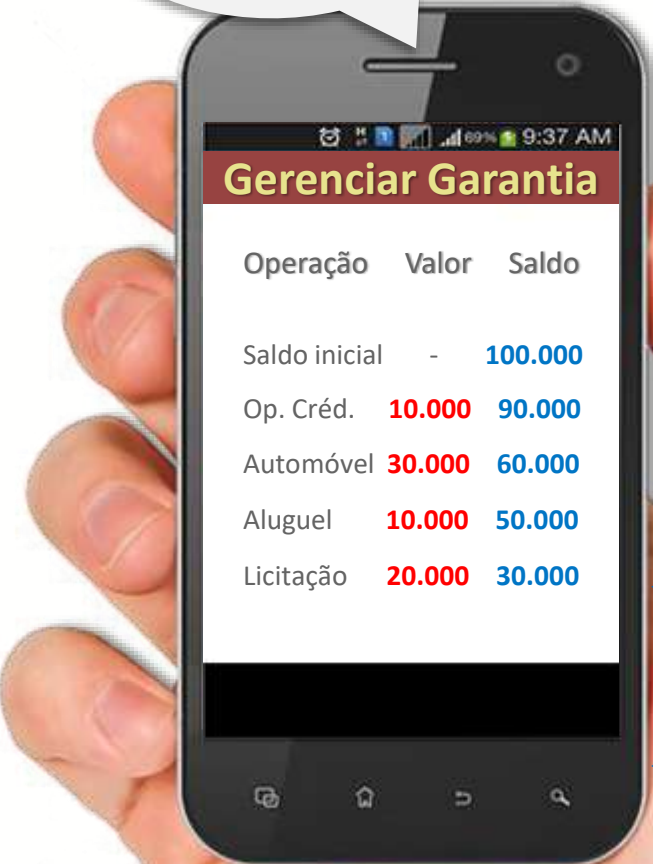 69% 9:37 AM
Gerenciar Garantia
Operação Valor Saldo
Saldo inicial - 100.000
Op. Créd. 10.000 90.000
Automóvel 30.000 60.000
Aluguel 10.000 50.000
Licitação 20.000 30.000